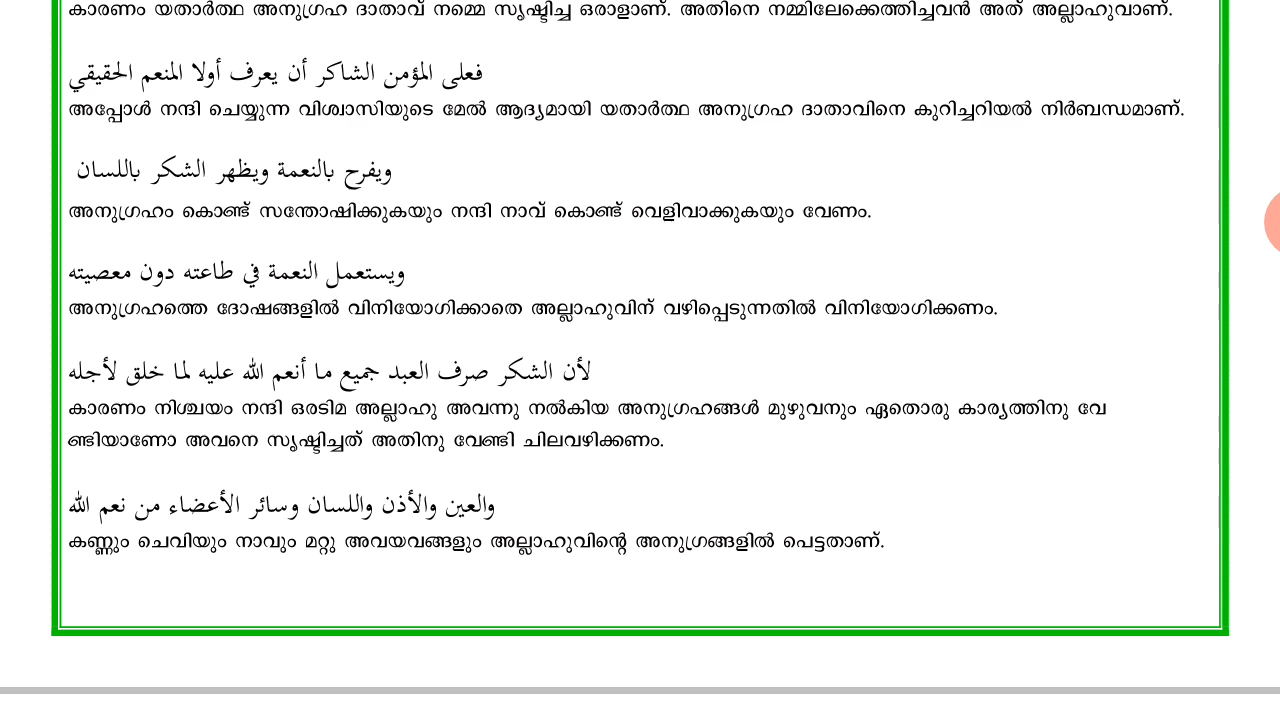 കാരണം യതാർത്ഥ അനുഗ്രഹ ദാതാവ് നമ്മെ സൃഷ്ടിച്ച ഒരാളാണ്. അതിനെ നമ്മിലേക്കെത്തിച്ചവൻ അത് അല്ലാഹുവാണ്.
فعلى المؤمن الشاكر أن يعرف أولا المنعم الحقيقي
അപ്പോൾ നന്ദി ചെയ്യുന്ന വിശ്വാസിയുടെ മേൽ ആദ്യമായി യതാർത്ഥ അനുഗ്രഹ ദാതാവിനെ കുറിച്ചറിയൽ നിർബന്ധമാണ്.
ويفرح بالنعمة ويظهر الشكر باللسان
അനുഗ്രഹം കൊണ്ട് സന്തോഷിക്കുകയും നന്ദി നാവ് കൊണ്ട് വെളിവാക്കുകയും വേണം.
ويستعمل النعمة في طاعته دون معصيته
അനുഗ്രഹത്തെ ദോഷങ്ങളിൽ വിനിയോഗിക്കാതെ അല്ലാഹുവിന് വഴിപ്പെടുന്നതിൽ വിനിയോഗിക്കണം.
لأن الشكر صرف العبد جميع ما أنعم الله عليه لما خلق لأجله
കാരണം നിശ്ചയം നന്ദി ഒരടിമ അല്ലാഹു അവന്നു നൽകിയ അനുഗ്രഹങ്ങൾ മുഴുവനും ഏതൊരു കാര്യത്തിനു വേ
ണ്ടിയാണോ അവനെ സൃഷ്ടിച്ചത് അതിനു വേണ്ടി ചിലവഴിക്കണം.
والعين والأذن واللسان وسائر الأعضاء من نعم الله
കണ്ണും ചെവിയും നാവും മറ്റു അവയവങ്ങളും അല്ലാഹുവിന്റെ അനുഗ്രങ്ങളിൽ പെട്ടതാണ്.